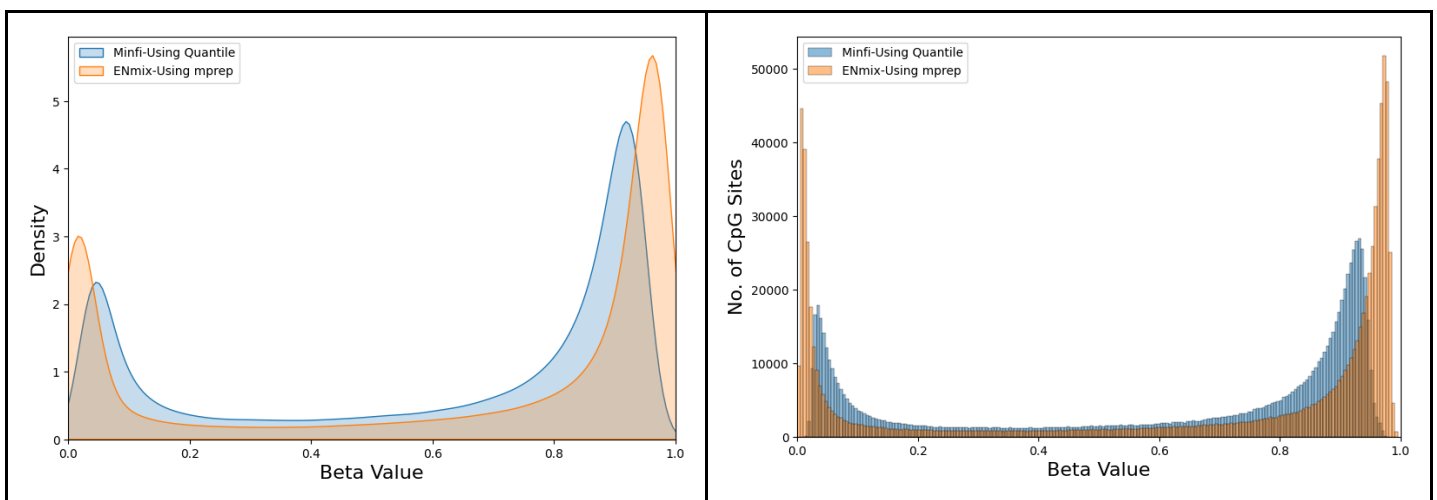 Minfi-Using Quantile
ENmix-Using mprep
Density
5
4
3
2
1
0
0.0 0.2 0.4 0.6 0.8 1.0
Beta Value
Minfi-Using Quantile
ENmix-Using mprep
No. of CpG Sites
50000
40000
30000
20000
10000
0
0.0 0.2 0.4 0.6 0.8 1.0
Beta Value